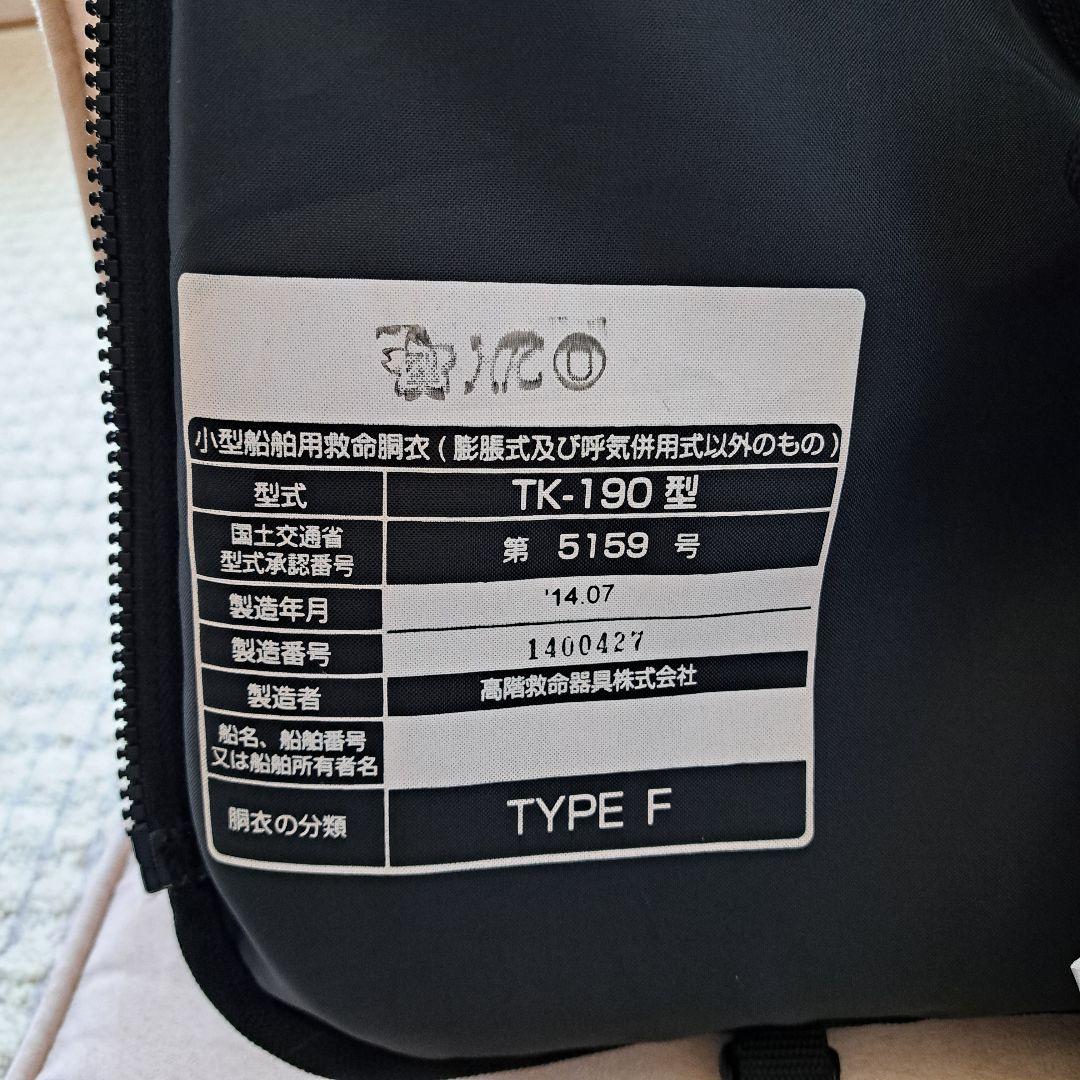 小型船舶用救命胴衣(膨脹式及び呼気併用式以外のもの)
型式 TK-190 型
国土交通省
型式承認番号 第 5159 号
製造年月 '14.07
製造番号 1400427
製造者 高階救命器具株式会社
船名、船舶番号
又は船舶所有者名
胴衣の分類 TYPE F